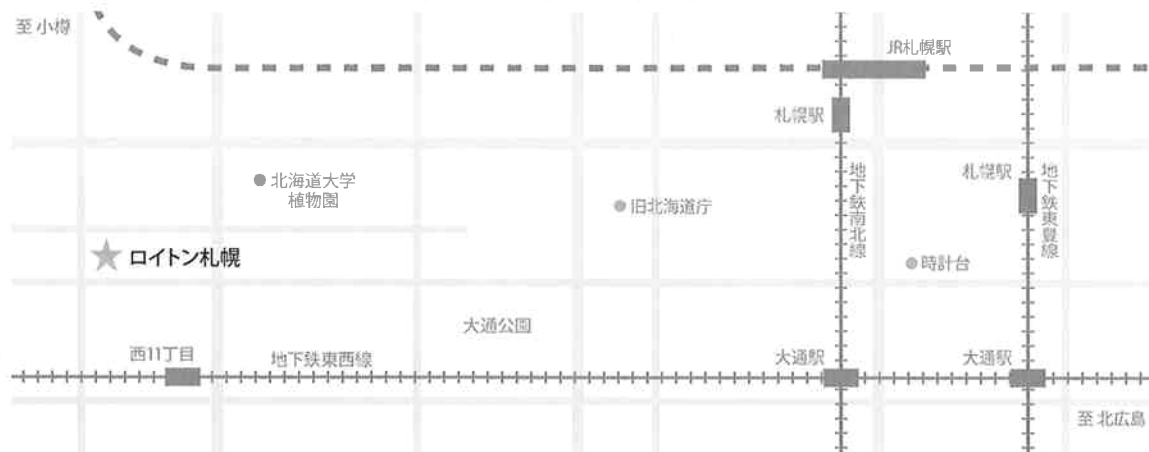 至 小樽
JR札幌駅
札幌駅
地下鉄南北線
札幌駅
地下鉄東豊線
北海道大学
植物園
旧北海道庁
ロイトン札幌
時計台
大通公園
西11丁目
地下鉄東西線
大通駅
大通駅
至 北広島